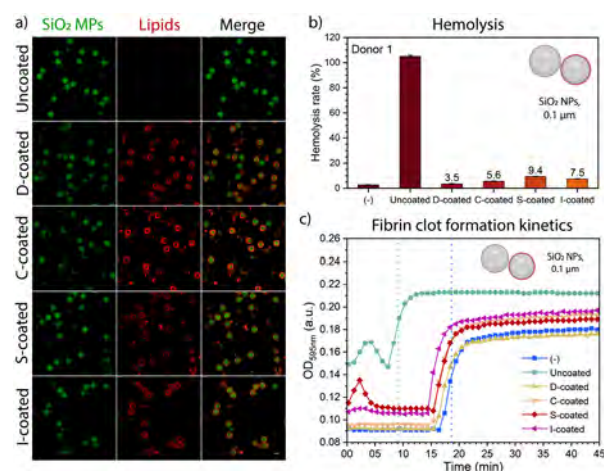 a)
SiO₂ MPs
Lipids
Merge
Uncoated
D-coated
C-coated
S-coated
I-coated
b)
Hemolysis
Donor 1
SiO₂ NPs,
0.1 μm
Hemolysis rate (%)
120
100
80
60
40
20
0
3.5
5.6
9.4
7.5
(-)
Uncoated
D-coated
C-coated
S-coated
I-coated
c)
Fibrin clot formation kinetics
SiO₂ NPs,
0.1 μm
OD₅₉₅nm (a.u.)
0.26
0.24
0.22
0.20
0.18
0.16
0.14
0.12
0.10
0.08
(-)
Uncoated
D-coated
C-coated
S-coated
I-coated
00 05 10 15 20 25 30 35 40 45
Time (min)